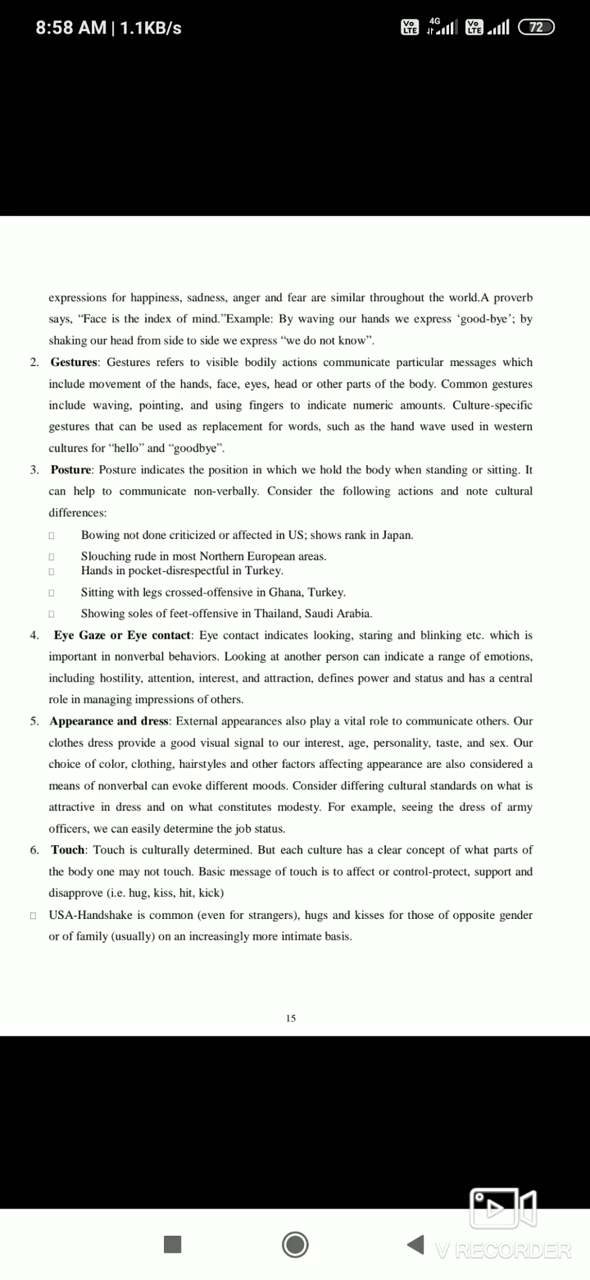 8:58 AM | 1.1KB/s
Vo LTE 4G Vo LTE 72
expressions for happiness, sadness, anger and fear are similar throughout the world.A proverb
says, “Face is the index of mind.”Example: By waving our hands we express ‘good-bye’; by
shaking our head from side to side we express “we do not know”.
2. Gestures: Gestures refers to visible bodily actions communicate particular messages which
include movement of the hands, face, eyes, head or other parts of the body. Common gestures
include waving, pointing, and using fingers to indicate numeric amounts. Culture-specific
gestures that can be used as replacement for words, such as the hand wave used in western
cultures for “hello” and “goodbye”.
3. Posture: Posture indicates the position in which we hold the body when standing or sitting. It
can help to communicate non-verbally. Consider the following actions and note cultural
differences:
Bowing not done criticized or affected in US; shows rank in Japan.
Slouching rude in most Northern European areas.
Hands in pocket-disrespectful in Turkey.
Sitting with legs crossed-offensive in Ghana, Turkey.
Showing soles of feet-offensive in Thailand, Saudi Arabia.
4. Eye Gaze or Eye contact: Eye contact indicates looking, staring and blinking etc. which is
important in nonverbal behaviors. Looking at another person can indicate a range of emotions,
including hostility, attention, interest, and attraction, defines power and status and has a central
role in managing impressions of others.
5. Appearance and dress: External appearances also play a vital role to communicate others. Our
clothes dress provide a good visual signal to our interest, age, personality, taste, and sex. Our
choice of color, clothing, hairstyles and other factors affecting appearance are also considered a
means of nonverbal can evoke different moods. Consider differing cultural standards on what is
attractive in dress and on what constitutes modesty. For example, seeing the dress of army
officers, we can easily determine the job status.
6. Touch: Touch is culturally determined. But each culture has a clear concept of what parts of
the body one may not touch. Basic message of touch is to affect or control-protect, support and
disapprove (i.e. hug, kiss, hit, kick)
USA-Handshake is common (even for strangers), hugs and kisses for those of opposite gender
or of family (usually) on an increasingly more intimate basis.
15
V RECORDER